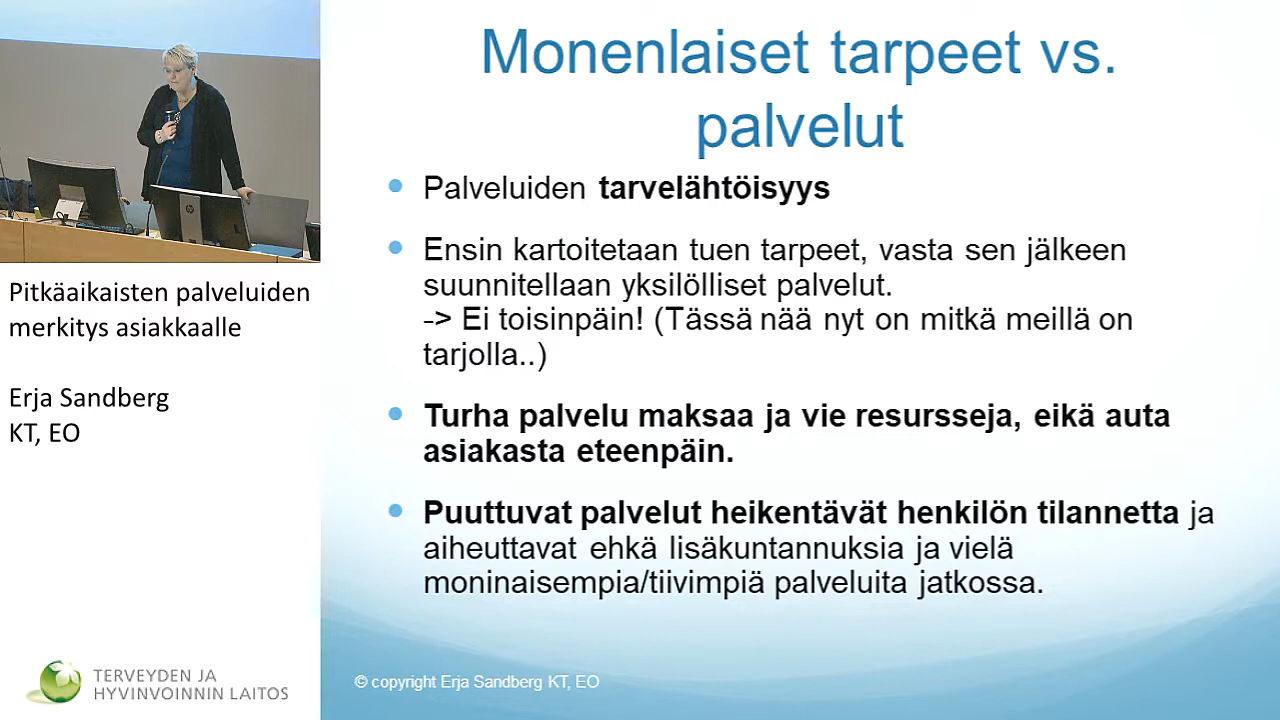 Monenlaiset tarpeet vs.
palvelut
Palveluiden tarvelähtöisyys
Ensin kartoitetaan tuen tarpeet, vasta sen jälkeen
suunnitellaan yksilölliset palvelut.
-> Ei toisinpäin! (Tässä nää nyt on mitkä meillä on
tarjolla..)
Turha palvelu maksaa ja vie resursseja, eikä auta
asiakasta eteenpäin.
Puuttuvat palvelut heikentävät henkilön tilannetta ja
aiheuttavat ehkä lisäkuntannuksia ja vielä
moninaisempia/tiivimpiä palveluita jatkossa.
© copyright Erja Sandberg KT, EO
Pitkäaikaisten palveluiden
merkitys asiakkaalle
Erja Sandberg
KT, EO
TERVEYDEN JA
HYVINVOINNIN LAITOS